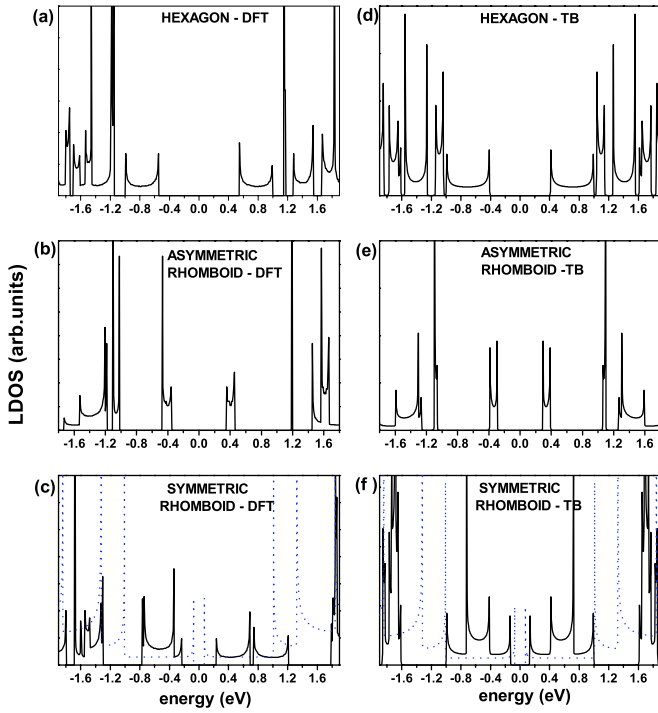 (a)
HEXAGON - DFT
-1.6 -1.2 -0.8 -0.4 0.0 0.4 0.8 1.2 1.6
(d)
HEXAGON - TB
-1.6 -1.2 -0.8 -0.4 0.0 0.4 0.8 1.2 1.6
(b)
ASYMMETRIC
RHOMBOID - DFT
-1.6 -1.2 -0.8 -0.4 0.0 0.4 0.8 1.2 1.6
(e)
ASYMMETRIC
RHOMBOID -TB
-1.6 -1.2 -0.8 -0.4 0.0 0.4 0.8 1.2 1.6
LDOS (arb.units)
(c)
SYMMETRIC
RHOMBOID - DFT
-1.6 -1.2 -0.8 -0.4 0.0 0.4 0.8 1.2 1.6
energy (eV)
(f)
SYMMETRIC
RHOMBOID - TB
-1.6 -1.2 -0.8 -0.4 0.0 0.4 0.8 1.2 1.6
energy (eV)